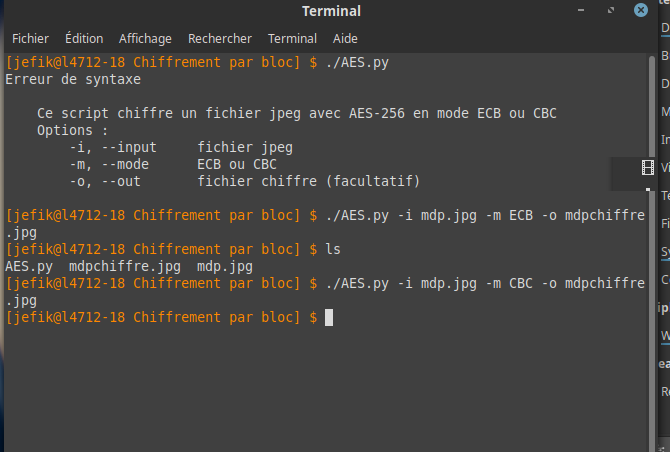 Terminal
Fichier Édition Affichage Rechercher Terminal Aide
[jefik@l4712-18 Chiffrement par bloc] $ ./AES.py
Erreur de syntaxe
Ce script chiffre un fichier jpeg avec AES-256 en mode ECB ou CBC
Options :
-i, --input fichier jpeg
-m, --mode ECB ou CBC
-o, --out fichier chiffre (facultatif)
[jefik@l4712-18 Chiffrement par bloc] $ ./AES.py -i mdp.jpg -m ECB -o mdpchiffre
.jpg
[jefik@l4712-18 Chiffrement par bloc] $ ls
AES.py mdpchiffre.jpg mdp.jpg
[jefik@l4712-18 Chiffrement par bloc] $ ./AES.py -i mdp.jpg -m CBC -o mdpchiffre
.jpg
[jefik@l4712-18 Chiffrement par bloc] $